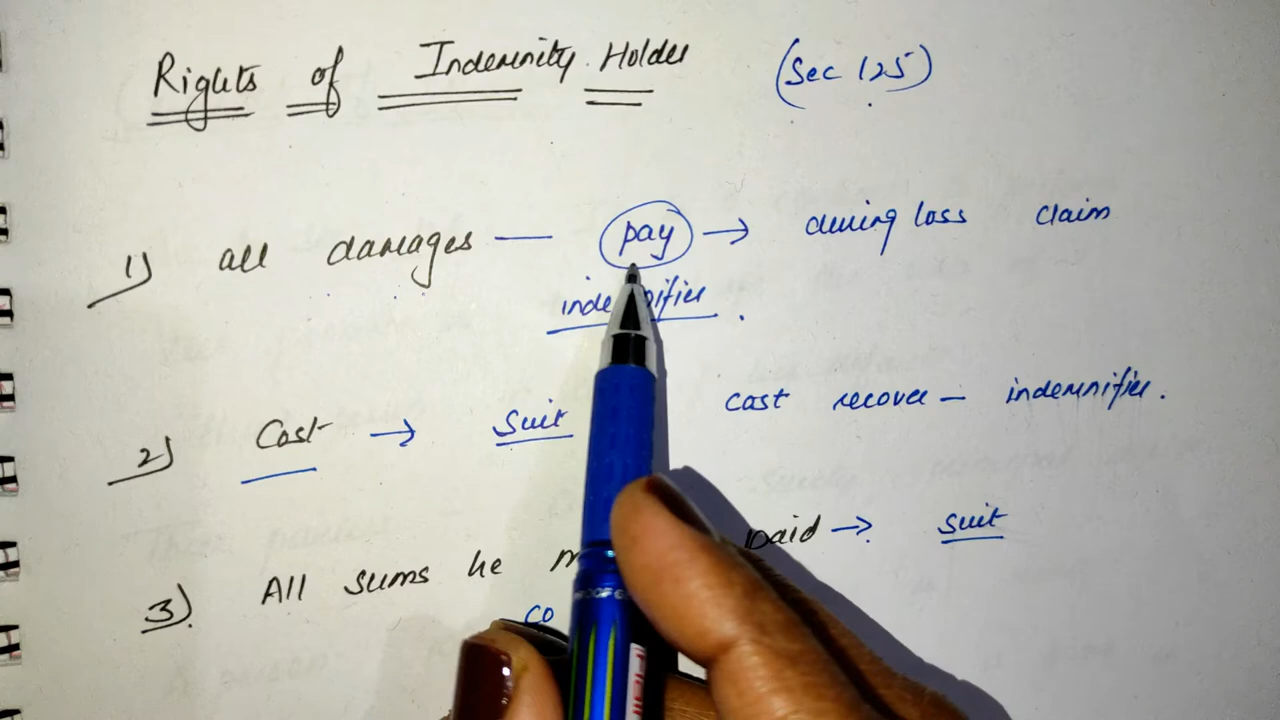 Rights of Indemnity Holder (Sec 125)
1) all damages — pay → during loss claim
indemnifier.
2) Cost → Suit cost recover – indemnifier.
3). All sums he paid → suit
co